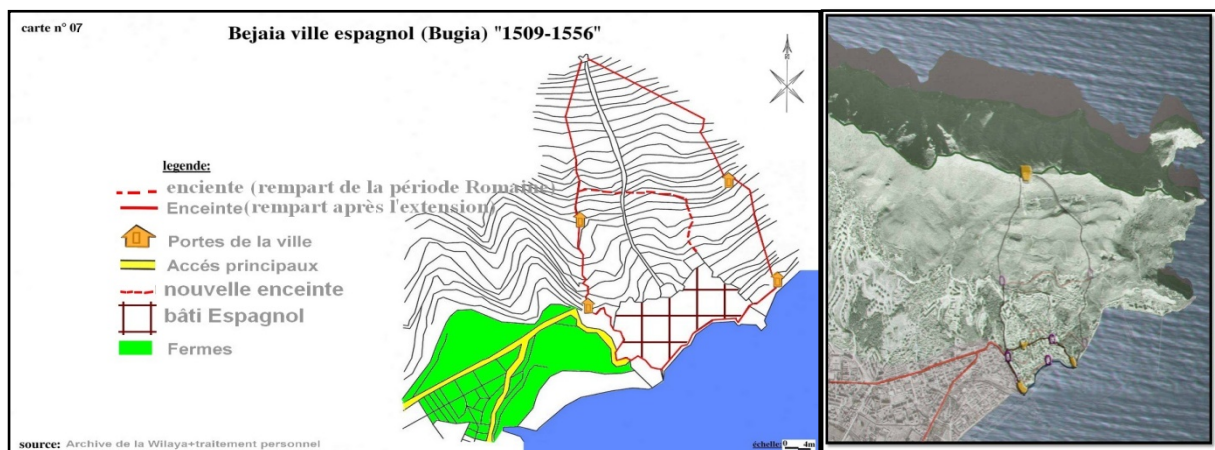 carte n° 07
Bejaia ville espagnol (Bugia) "1509-1556"
legende:
enciente (rempart de la période Romaine)
Enceinte(rempart après l'extension)
Portes de la ville
Accés principaux
nouvelle enceinte
bâti Espagnol
Fermes
source: Archive de la Wilaya+traitement personnel
échelle: 0 4m